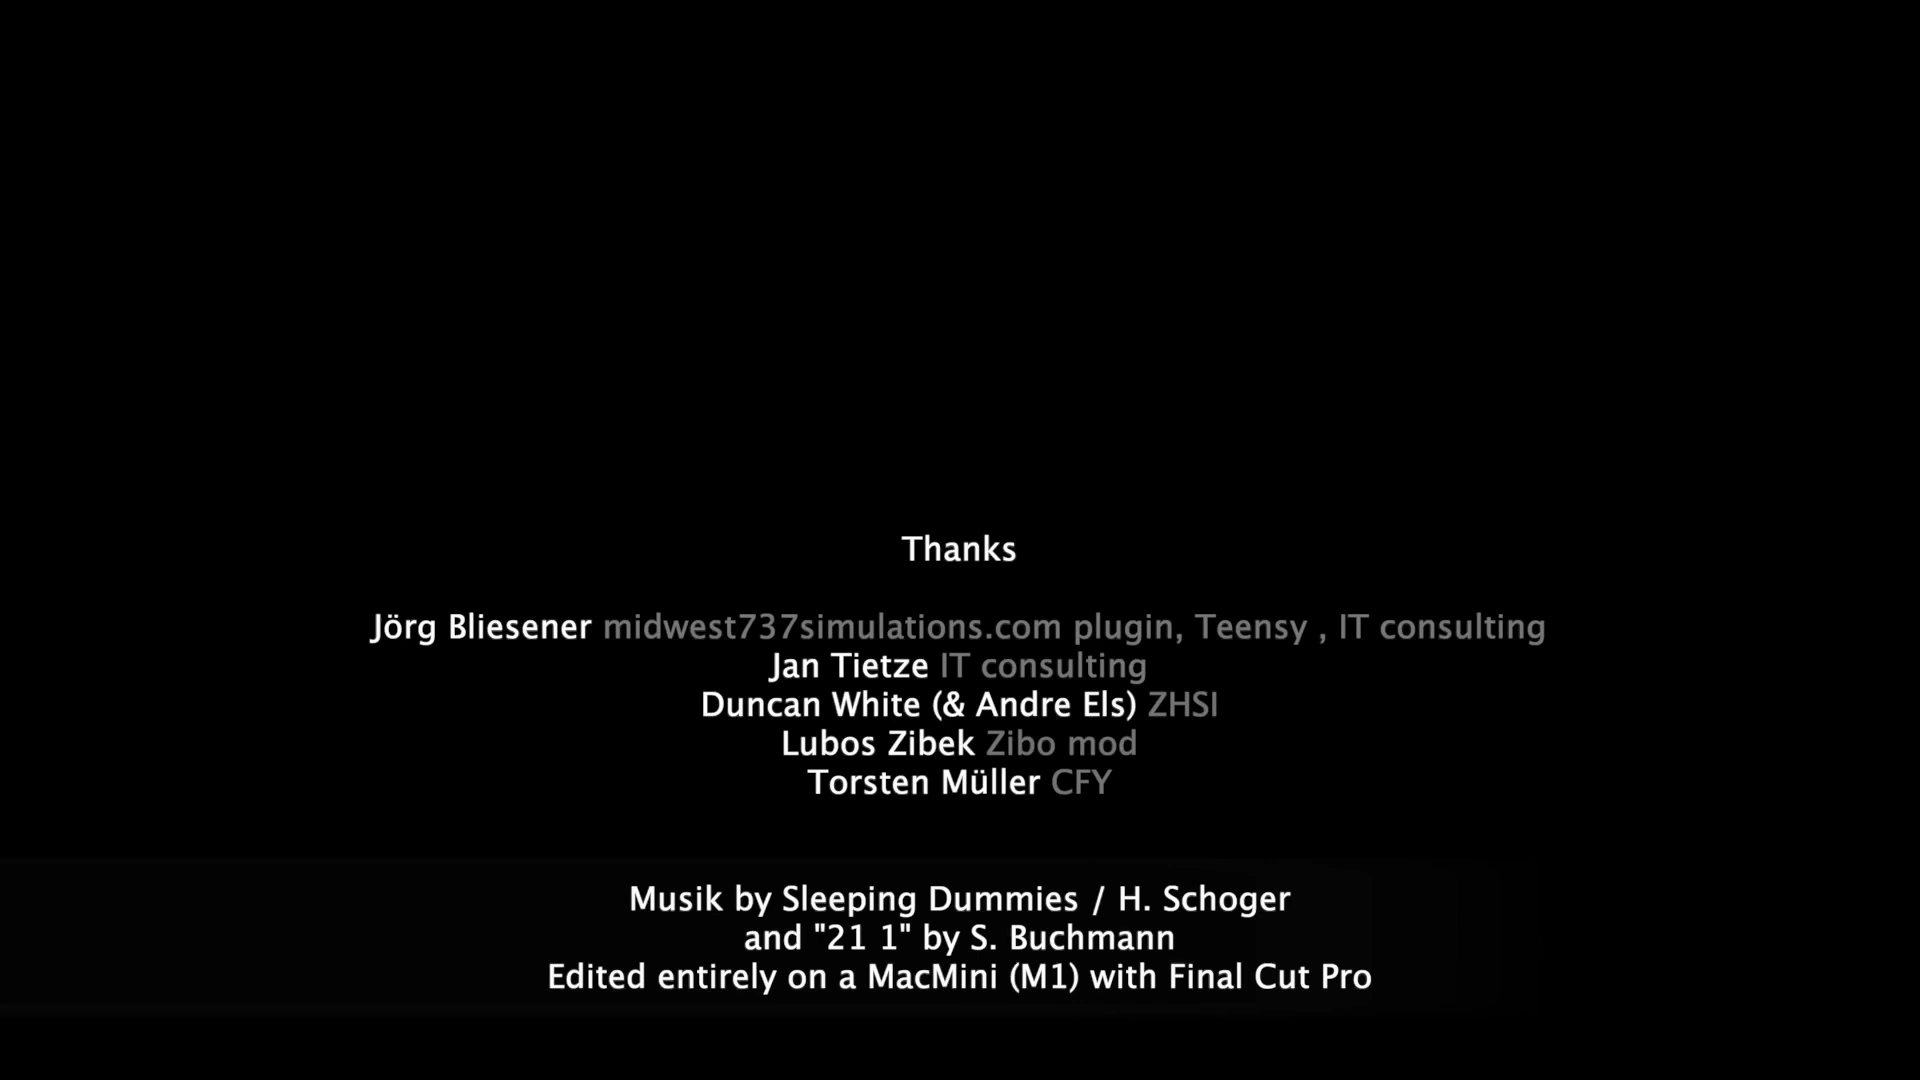 Thanks
Jörg Bliesener midwest737simulations.com plugin, Teensy , IT consulting
Jan Tietze IT consulting
Duncan White (& Andre Els) ZHSI
Lubos Zibek Zibo mod
Torsten Müller CFY
Musik by Sleeping Dummies / H. Schoger
and "21 1" by S. Buchmann
Edited entirely on a MacMini (M1) with Final Cut Pro